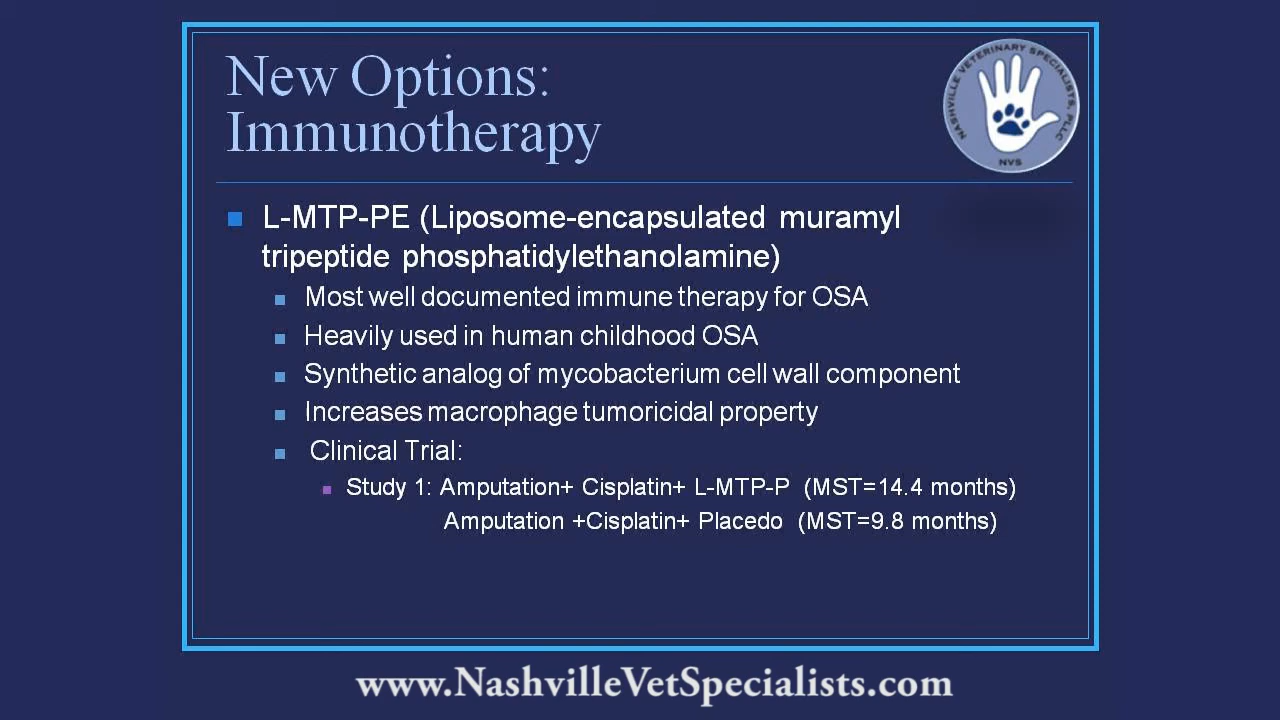 New Options:
Immunotherapy
NASHVILLE VETERINARY SPECIALISTS, PLLC
NVS
L-MTP-PE (Liposome-encapsulated muramyl
tripeptide phosphatidylethanolamine)
Most well documented immune therapy for OSA
Heavily used in human childhood OSA
Synthetic analog of mycobacterium cell wall component
Increases macrophage tumoricidal property
Clinical Trial:
Study 1: Amputation+ Cisplatin+ L-MTP-P (MST=14.4 months)
Amputation +Cisplatin+ Placedo (MST=9.8 months)
www.NashvilleVetSpecialists.com